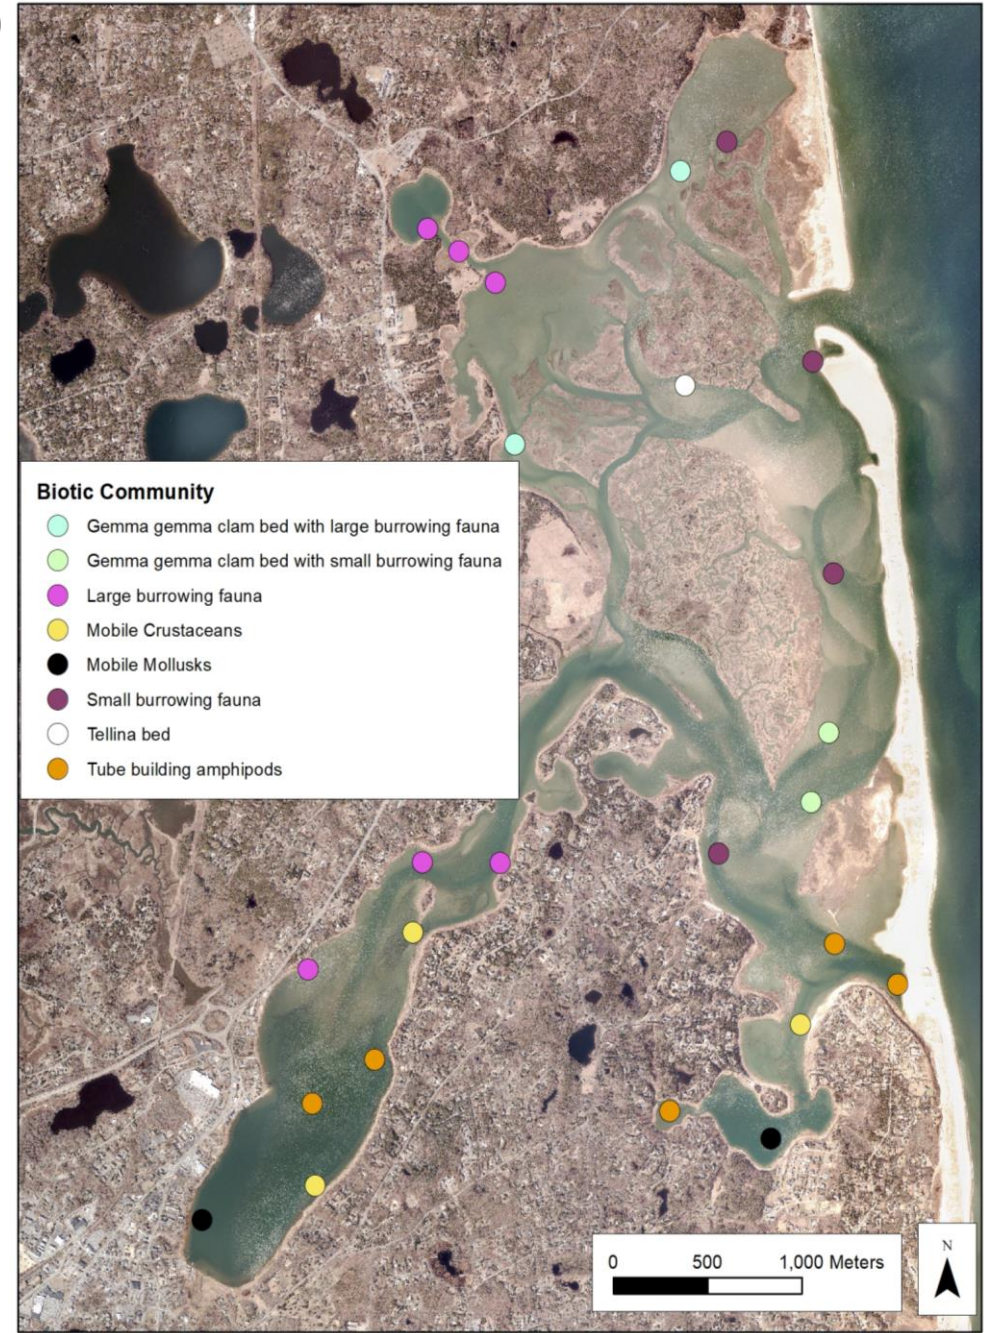 Biotic Community
Gemma gemma clam bed with large burrowing fauna
Gemma gemma clam bed with small burrowing fauna
Large burrowing fauna
Mobile Crustaceans
Mobile Mollusks
Small burrowing fauna
Tellina bed
Tube building amphipods
0 500 1,000 Meters
N